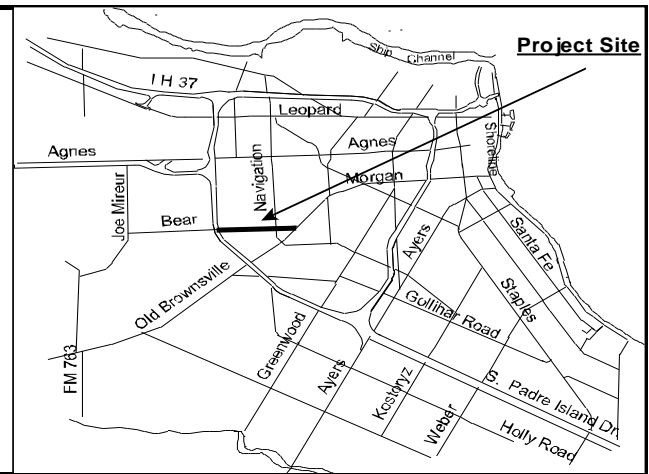 Project Site
Ship Channel
I H 37
Leopard
Shoreline
Agnes
Agnes
Navigation
Morgan
Joe Mireur
Bear
Ayers
Santa Fe
Old Brownsville
Staples
Gollihar Road
FM 763
Greenwood
Ayers
Kostoryz
S. Padre Island Dr.
Weber
Holly Road